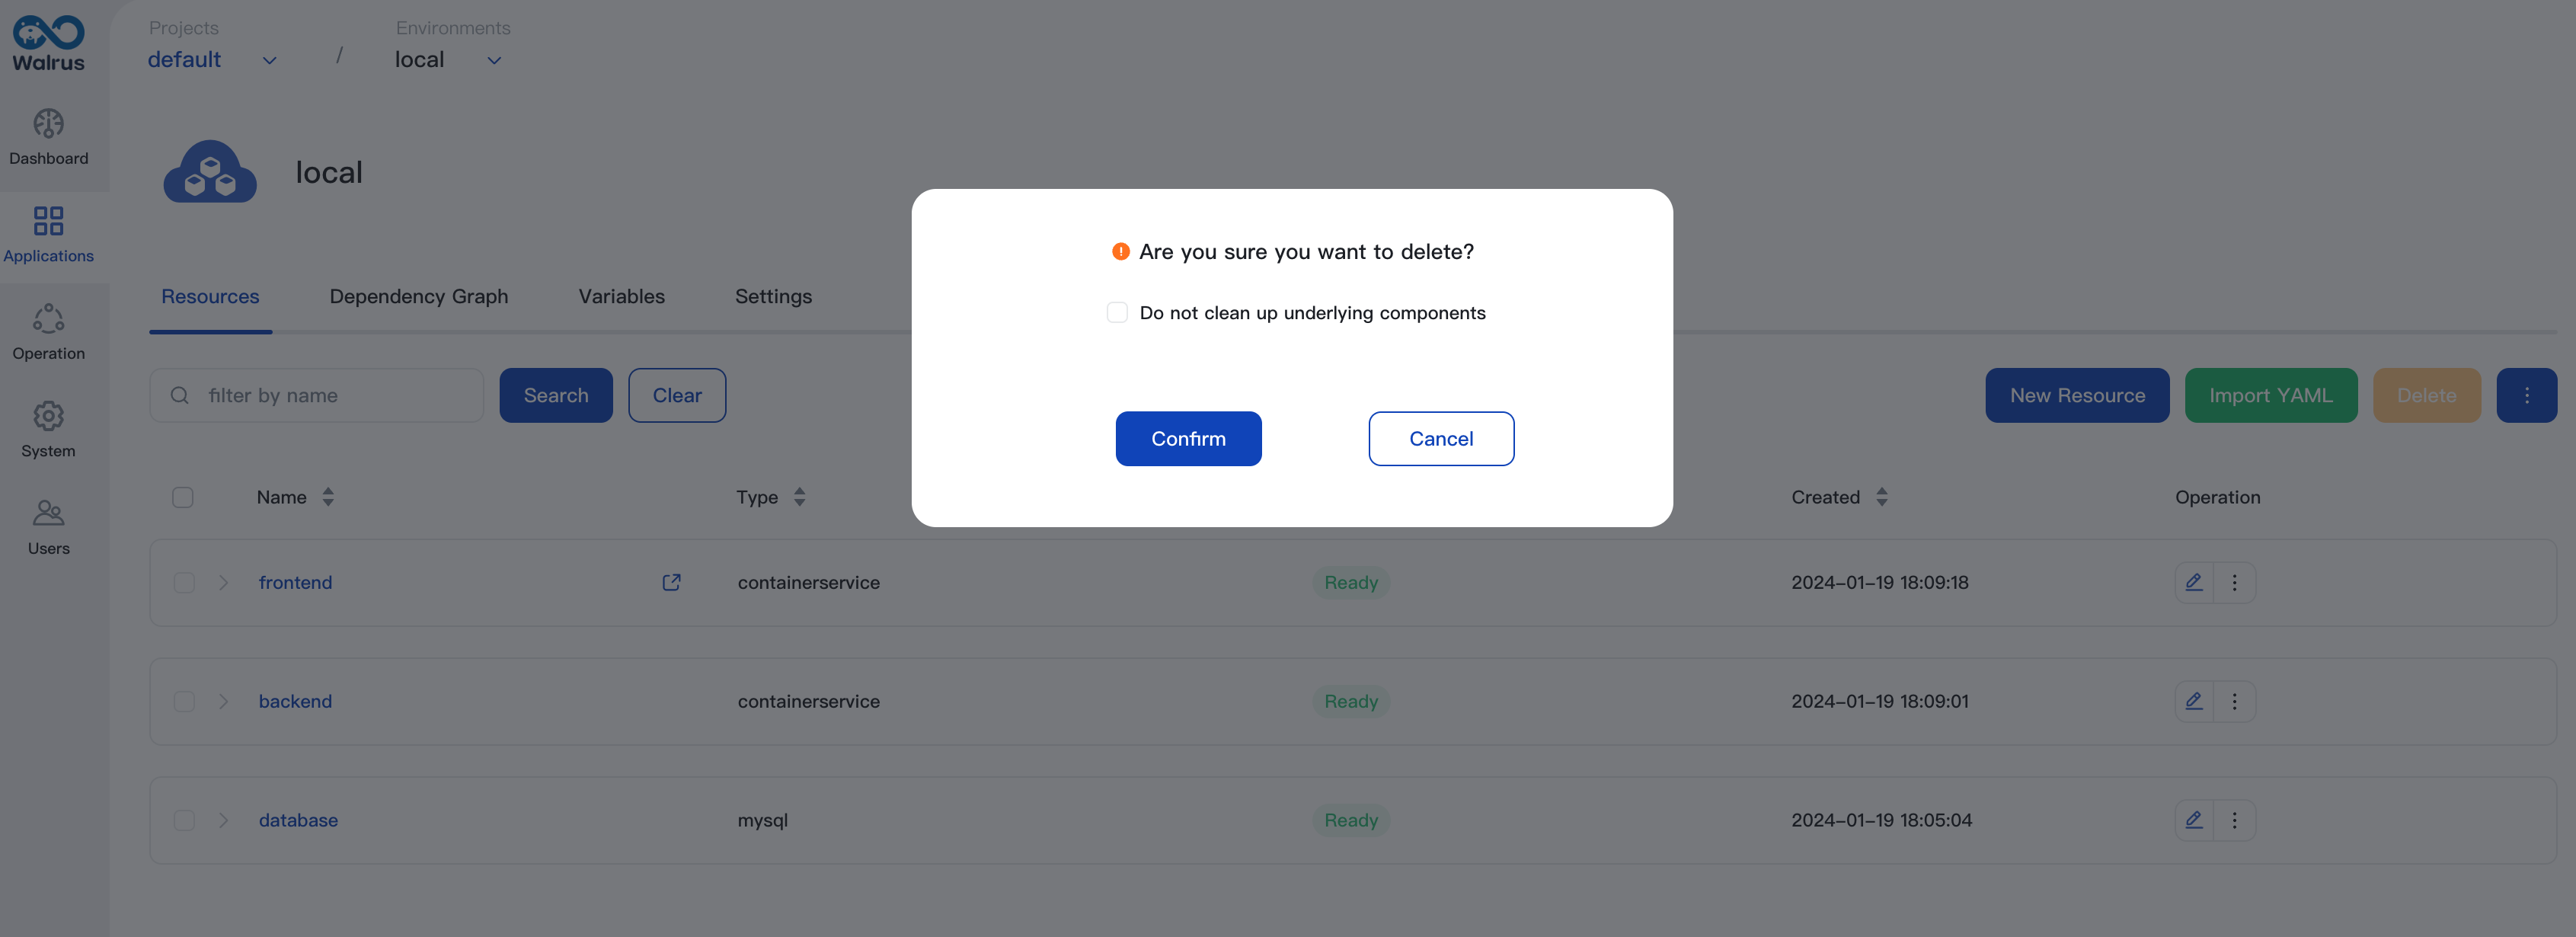 Walrus
Projects
Environments
default
/
local
Dashboard
Applications
Operation
System
Users
local
Resources
Dependency Graph
Variables
Settings
filter by name
Search
Clear
New Resource
Import YAML
Delete
Are you sure you want to delete?
Do not clean up underlying components
Confirm
Cancel
Name
Type
Created
Operation
frontend
containerservice
Ready
2024-01-19 18:09:18
backend
containerservice
Ready
2024-01-19 18:09:01
database
mysql
Ready
2024-01-19 18:05:04